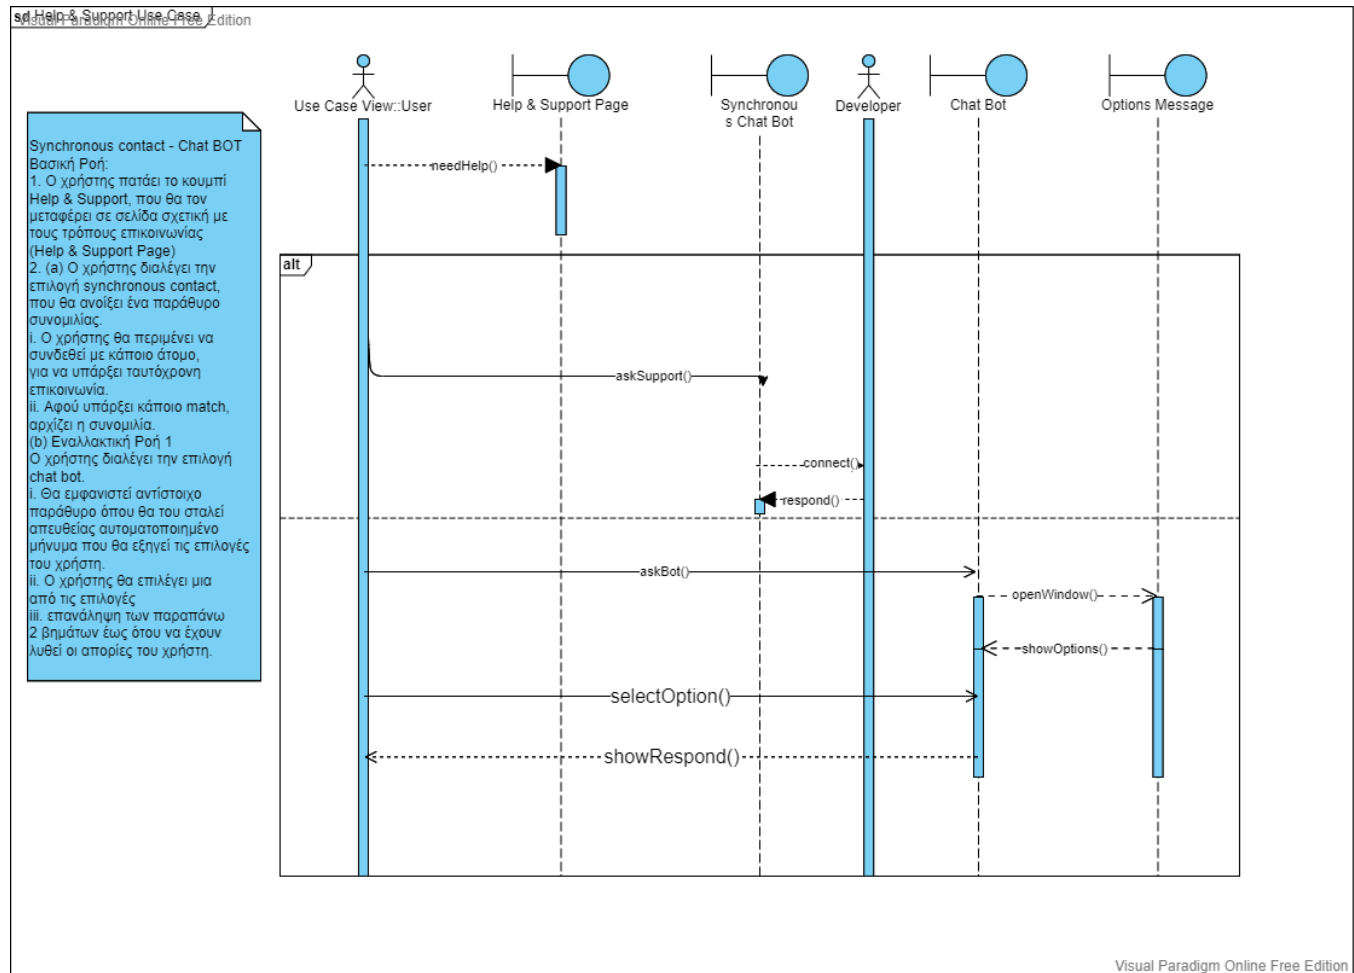 sd Help & Support Use Case
Visual Paradigm Online Free Edition
Use Case View::User
Help & Support Page
Synchronou
s Chat Bot
Developer
Chat Bot
Options Message
Synchronous contact - Chat BOT
Βασική Ροή:
1. Ο χρήστης πατάει το κουμπί
Help & Support, που θα τον
μεταφέρει σε σελίδα σχετική με
τους τρόπους επικοινωνίας
(Help & Support Page)
2. (a) Ο χρήστης διαλέγει την
επιλογή synchronous contact,
που θα ανοίξει ένα παράθυρο
συνομιλίας.
i. Ο χρήστης θα περιμένει να
συνδεθεί με κάποιο άτομο,
για να υπάρξει ταυτόχρονη
επικοινωνία.
ii. Αφού υπάρξει κάποιο match,
αρχίζει η συνομιλία.
(b) Εναλλακτική Ροή 1
Ο χρήστης διαλέγει την επιλογή
chat bot.
i. Θα εμφανιστεί αντίστοιχο
παράθυρο όπου θα του σταλεί
απευθείας αυτοματοποιημένο
μήνυμα που θα εξηγεί τις επιλογές
του χρήστη.
ii. Ο χρήστης θα επιλέγει μια
από τις επιλογές
iii. επανάληψη των παραπάνω
2 βημάτων έως ότου να έχουν
λυθεί οι απορίες του χρήστη.
needHelp()
alt
askSupport()
connect()
respond()
askBot()
openWindow()
showOptions()
selectOption()
showRespond()
Visual Paradigm Online Free Edition